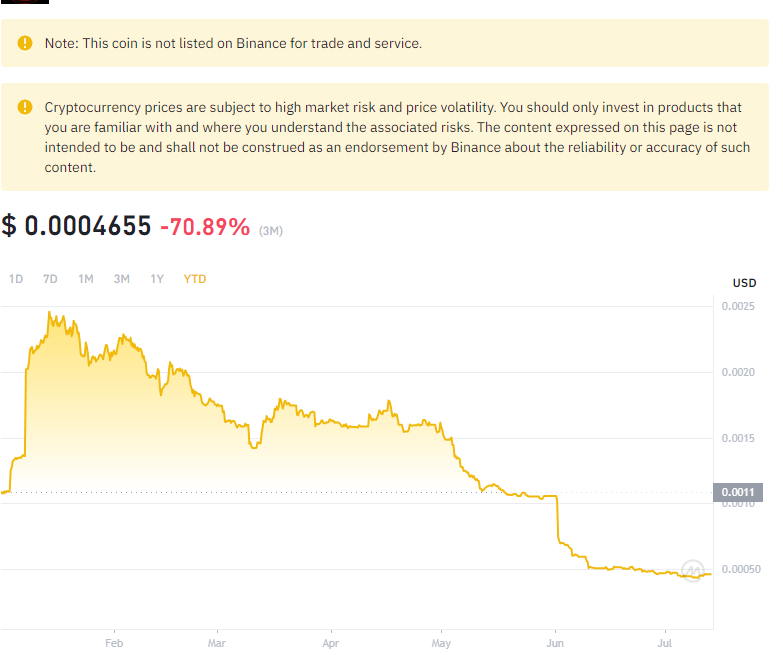 Note: This coin is not listed on Binance for trade and service.
Cryptocurrency prices are subject to high market risk and price volatility. You should only invest in products that
you are familiar with and where you understand the associated risks. The content expressed on this page is not
intended to be and shall not be construed as an endorsement by Binance about the reliability or accuracy of such
content.
$ 0.0004655 -70.89% (3M)
1D 7D 1M 3M 1Y YTD
USD
0.0025
0.0020
0.0015
0.0011
0.0010
0.00050
Feb Mar Apr May Jun Jul